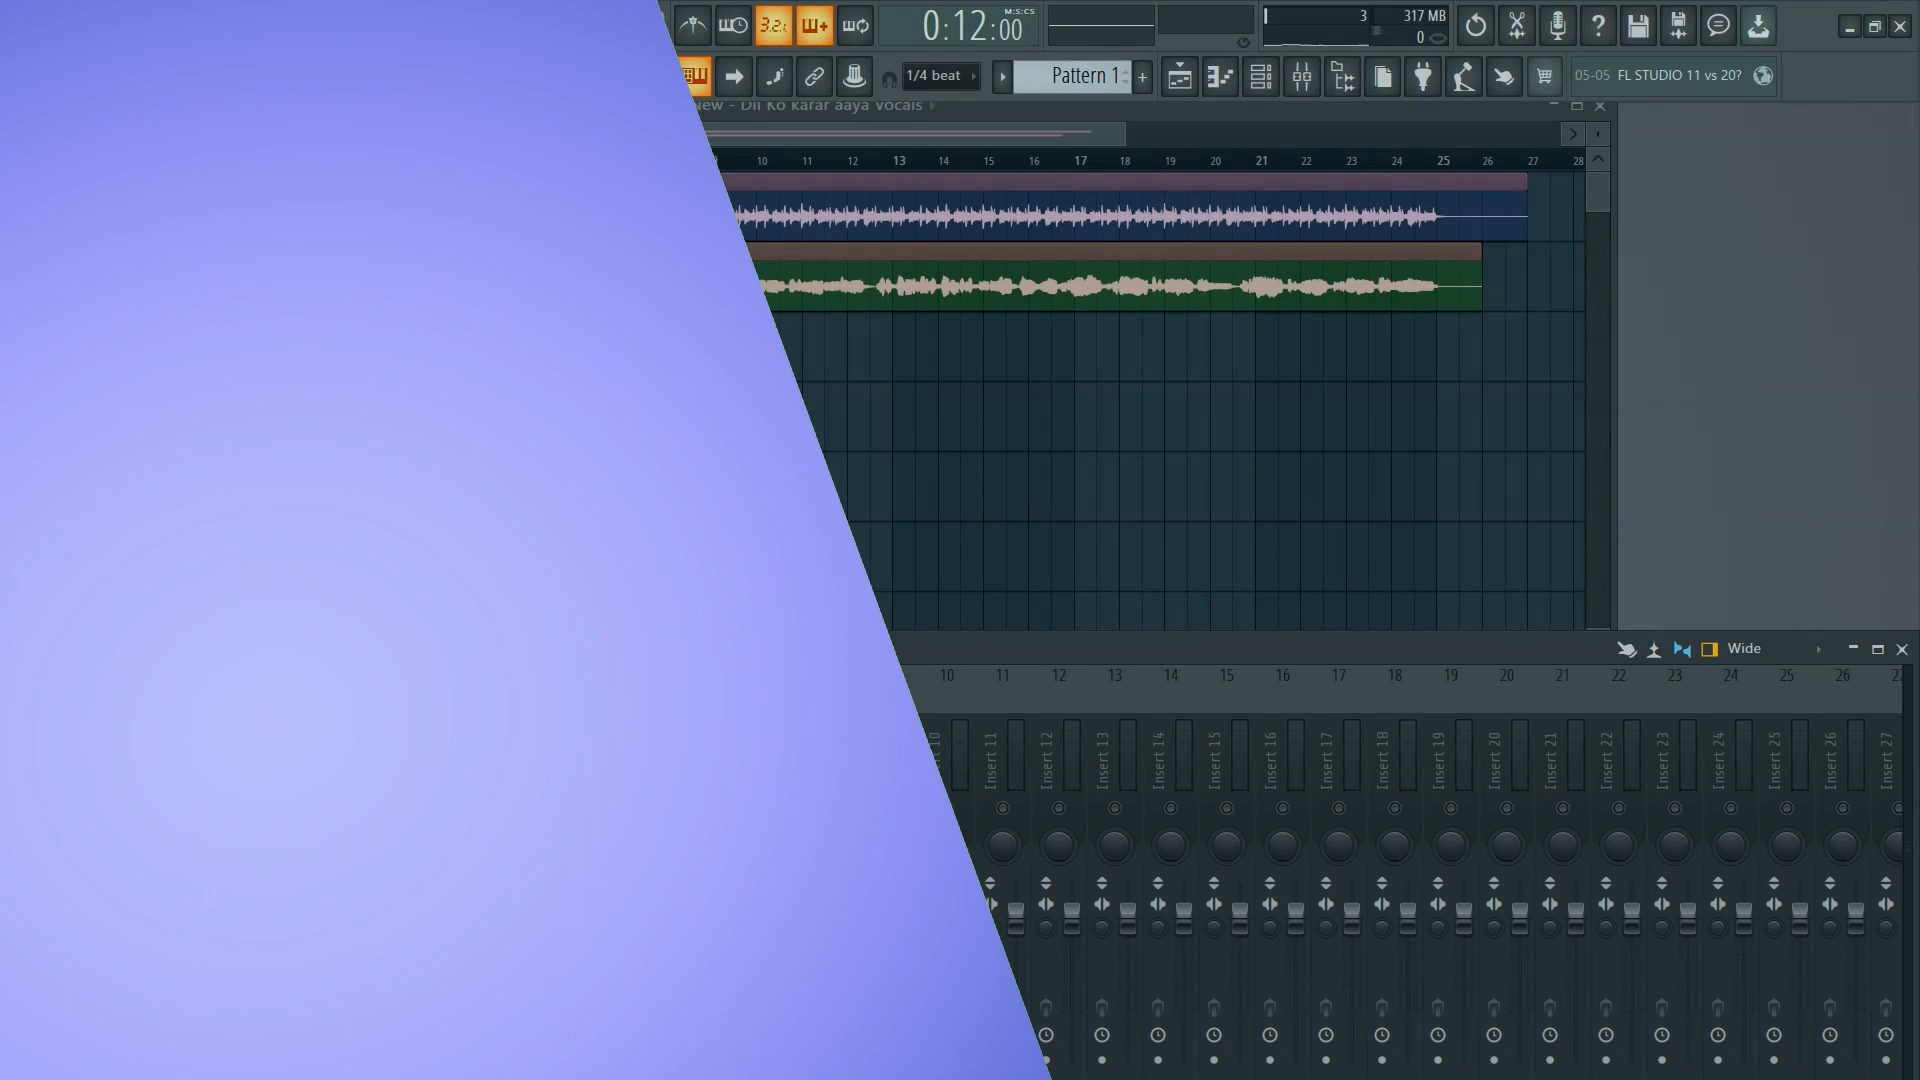 3.2.
0:12:00
M:S:CS
3
317 MB
0
1/4 beat
Pattern 1
05-05 FL STUDIO 11 vs 20?
New - Dil Ko karar aaya Vocals
10 11 12 13 14 15 16 17 18 19 20 21 22 23 24 25 26 27 28
Wide
10 11 12 13 14 15 16 17 18 19 20 21 22 23 24 25 26 27
Insert 11
Insert 12
Insert 13
Insert 14
Insert 15
Insert 16
Insert 17
Insert 18
Insert 19
Insert 20
Insert 21
Insert 22
Insert 23
Insert 24
Insert 25
Insert 26
Insert 27